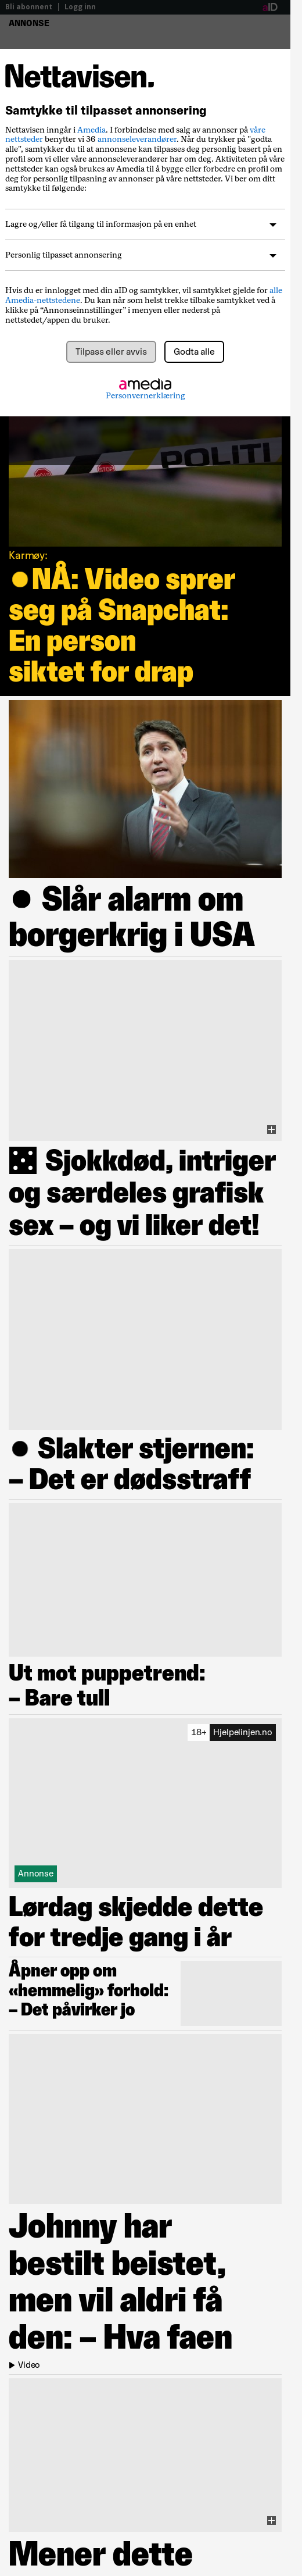 Bli abonnent | Logg inn
aID
ANNONSE
Nettavisen.
Samtykke til tilpasset annonsering
Nettavisen inngår i Amedia. I forbindelse med salg av annonser på våre
nettsteder benytter vi 36 annonseleverandører. Når du trykker på "godta
alle", samtykker du til at annonsene kan tilpasses deg personlig basert på en
profil som vi eller våre annonseleverandører har om deg. Aktiviteten på våre
nettsteder kan også brukes av Amedia til å bygge eller forbedre en profil om
deg for personlig tilpasning av annonser på våre nettsteder. Vi ber om ditt
samtykke til følgende:
Lagre og/eller få tilgang til informasjon på en enhet
Personlig tilpasset annonsering
Hvis du er innlogget med din aID og samtykker, vil samtykket gjelde for alle
Amedia-nettstedene. Du kan når som helst trekke tilbake samtykket ved å
klikke på “Annonseinnstillinger” i menyen eller nederst på
nettstedet/appen du bruker.
Tilpass eller avvis
Godta alle
amedia
Personvernerklæring
POLITI
Karmøy:
●NÅ: Video sprer
seg på Snapchat:
En person
siktet for drap
● Slår alarm om
borgerkrig i USA
Sjokkdød, intriger
og særdeles grafisk
sex – og vi liker det!
● Slakter stjernen:
– Det er dødsstraff
Ut mot puppetrend:
– Bare tull
18+ Hjelpelinjen.no
Annonse
Lørdag skjedde dette
for tredje gang i år
Åpner opp om
«hemmelig» forhold:
– Det påvirker jo
Johnny har
bestilt beistet,
men vil aldri få
den: – Hva faen
Video
Mener dette